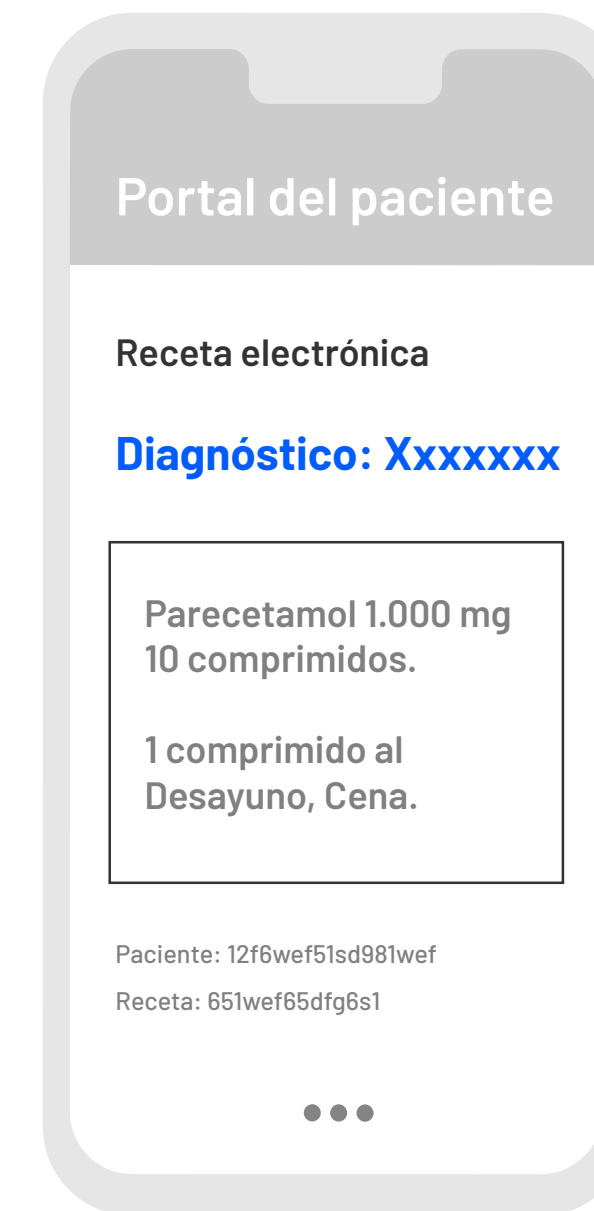 Portal del paciente
Receta electrónica
Diagnóstico: Xxxxxxx
Parecetamol 1.000 mg
10 comprimidos.
1 comprimido al
Desayuno, Cena.
Paciente: 12f6wef51sd981wef
Receta: 651wef65dfg6s1